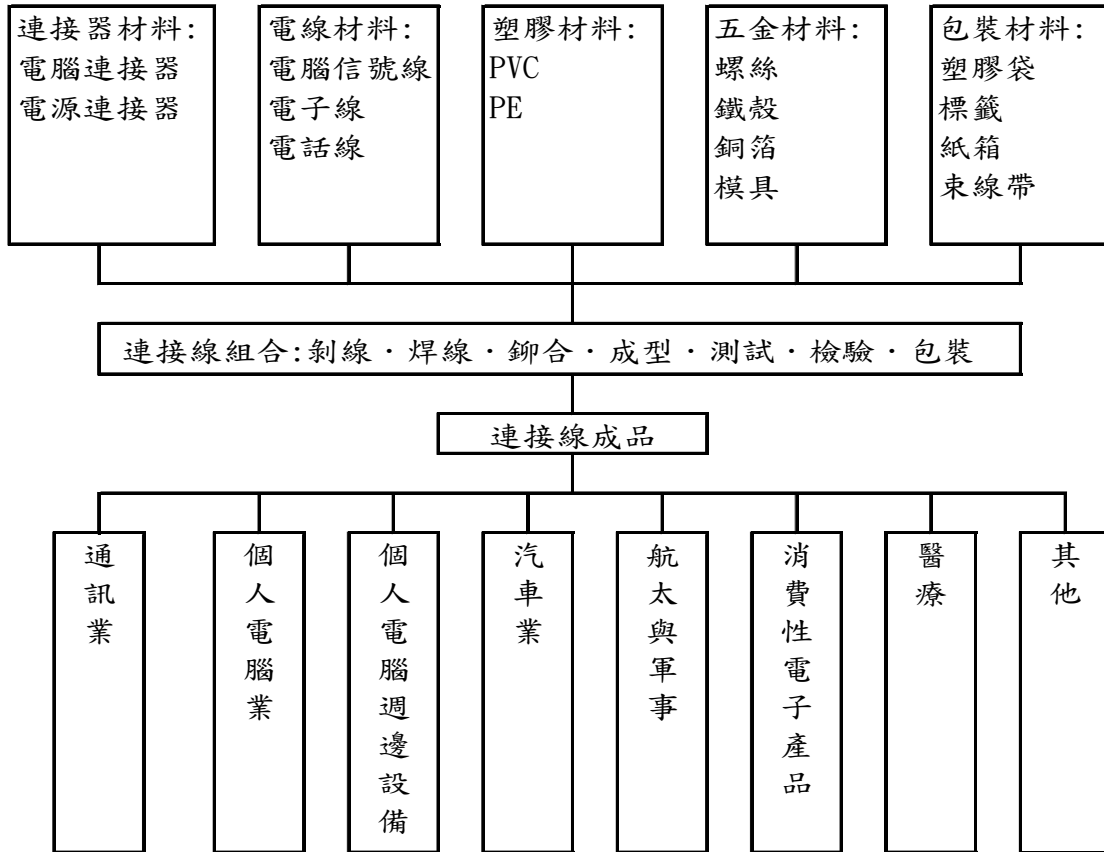 連接器材料:
電腦連接器
電源連接器
電線材料:
電腦信號線
電子線
電話線
塑膠材料:
PVC
PE
五金材料:
螺絲
鐵殼
銅箔
模具
包裝材料:
塑膠袋
標籤
紙箱
束線帶
連接線組合:剝線‧焊線‧鉚合‧成型‧測試‧檢驗‧包裝
連接線成品
通訊業
個人電腦業
個人電腦週邊設備
汽車業
航太與軍事
消費性電子產品
醫療
其他